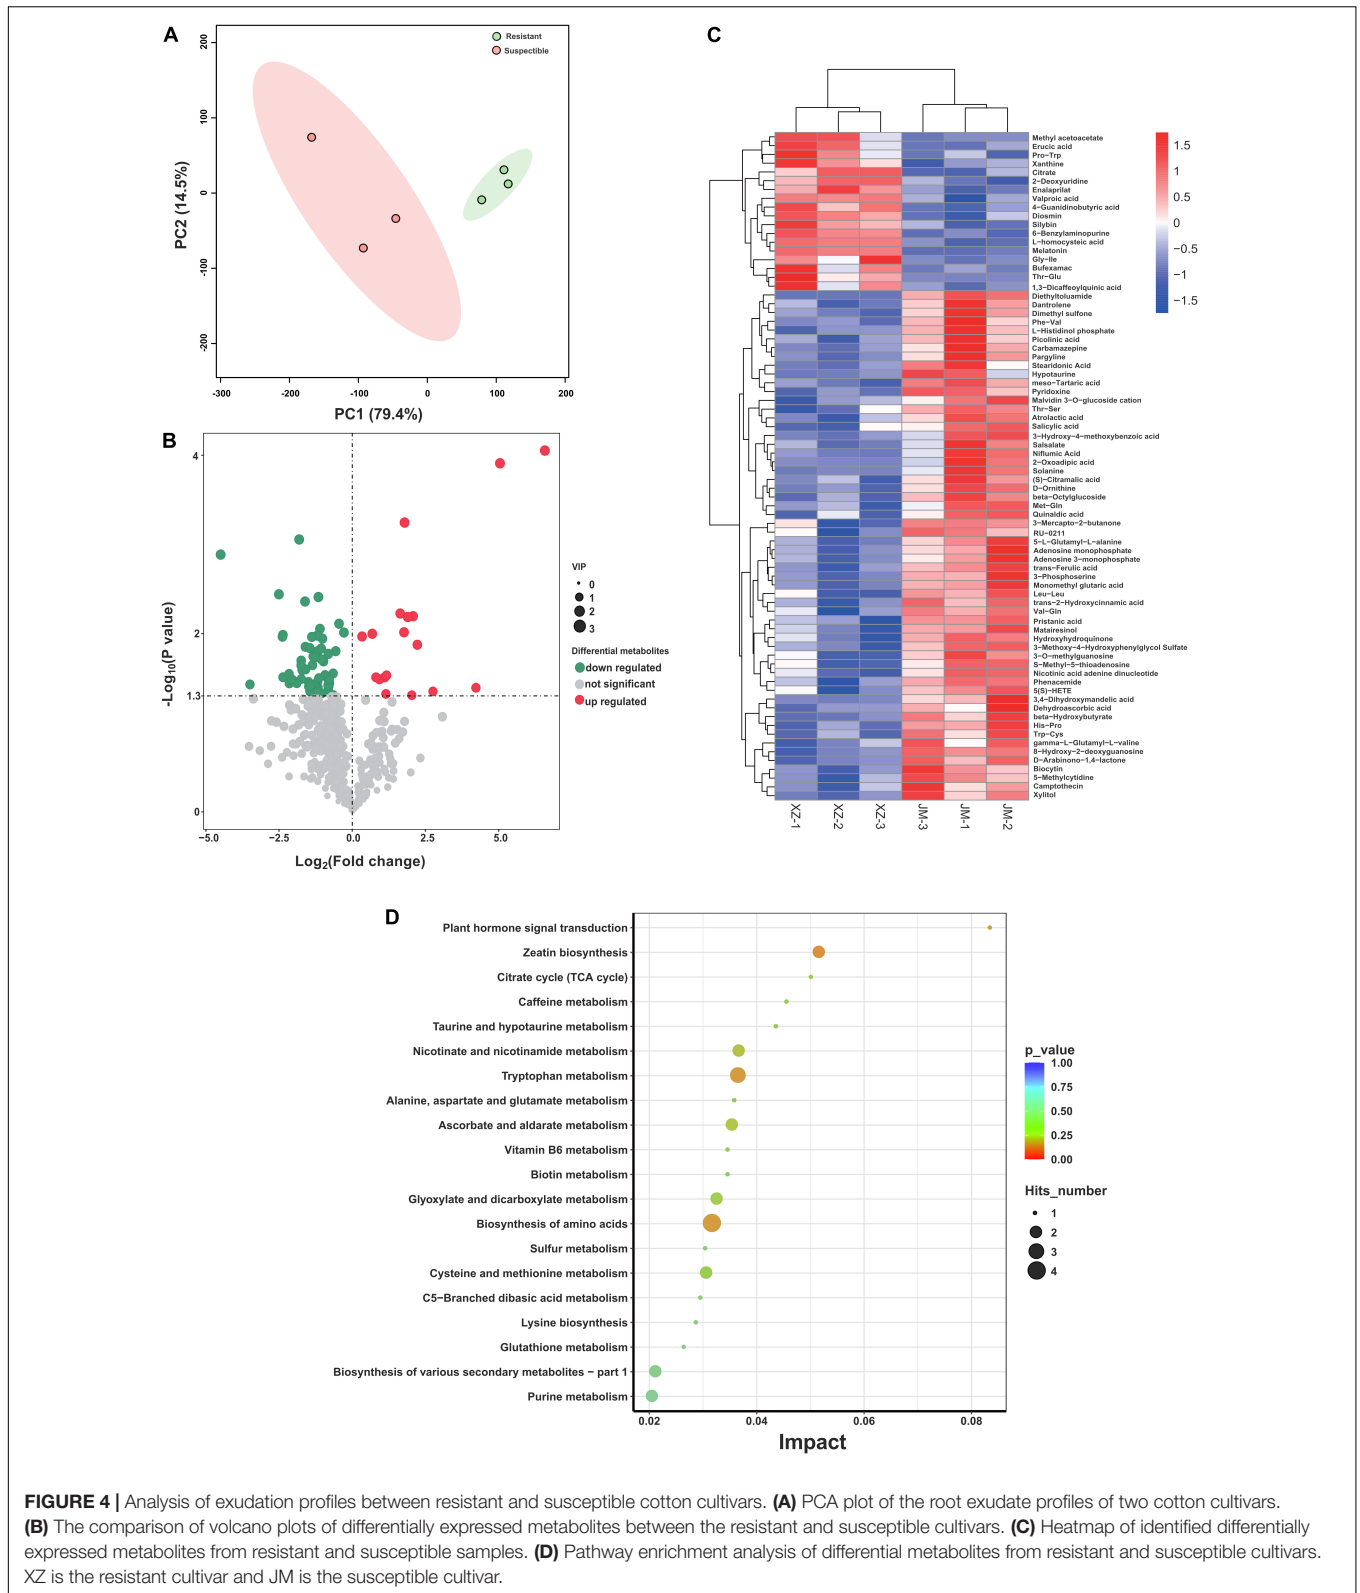 A
Resistant
Suspectible
200
100
0
-100
-200
PC2 (14.5%)
-300
-200
-100
0
100
200
PC1 (79.4%)
B
4
2
1.3
0
-Log10(P value)
−5.0
−2.5
0.0
2.5
5.0
Log2(Fold change)
VIP
0
1
2
3
Differential metabolites
down regulated
not significant
up regulated
C
Methyl acetoacetate
Erucic acid
Pro−Trp
Xanthine
Citrate
2−Deoxyuridine
Enalaprilat
Valproic acid
4−Guanidinobutyric acid
Diosmin
Silybin
6−Benzylaminopurine
L−homocysteic acid
Melatonin
Gly−Ile
Bufexamac
Thr−Glu
1,3−Dicaffeoylquinic acid
Diethyltoluamide
Dantrolene
Dimethyl sulfone
Phe−Val
L−Histidinol phosphate
Picolinic acid
Carbamazepine
Pargyline
Stearidonic Acid
Hypotaurine
meso−Tartaric acid
Pyridoxine
Malvidin 3−O−glucoside cation
Thr−Ser
Atrolactic acid
Salicylic acid
3−Hydroxy−4−methoxybenzoic acid
Salsalate
Niflumic Acid
2−Oxoadipic acid
Solanine
(S)−Citramalic acid
D−Ornithine
beta−Octylglucoside
Met−Gln
Quinaldic acid
3−Mercapto−2−butanone
RU−0211
5−L−Glutamyl−L−alanine
Adenosine monophosphate
Adenosine 3−monophosphate
trans−Ferulic acid
3−Phosphoserine
Monomethyl glutaric acid
Leu−Leu
trans−2−Hydroxycinnamic acid
Val−Gln
Pristanic acid
Matairesinol
Hydroxyhydroquinone
3−Methoxy−4−Hydroxyphenylglycol Sulfate
3−O−methylguanosine
S−Methyl−5−thioadenosine
Nicotinic acid adenine dinucleotide
Phenacemide
5(S)−HETE
3,4−Dihydroxymandelic acid
Dehydroascorbic acid
beta−Hydroxybutyrate
His−Pro
Trp−Cys
gamma−L−Glutamyl−L−valine
8−Hydroxy−2−deoxyguanosine
D−Arabinono−1,4−lactone
Biocytin
5−Methylcytidine
Camptothecin
Xylitol
XZ−1
XZ−2
XZ−3
JM−3
JM−1
JM−2
1.5
1
0.5
0
−0.5
−1
−1.5
D
Plant hormone signal transduction
Zeatin biosynthesis
Citrate cycle (TCA cycle)
Caffeine metabolism
Taurine and hypotaurine metabolism
Nicotinate and nicotinamide metabolism
Tryptophan metabolism
Alanine, aspartate and glutamate metabolism
Ascorbate and aldarate metabolism
Vitamin B6 metabolism
Biotin metabolism
Glyoxylate and dicarboxylate metabolism
Biosynthesis of amino acids
Sulfur metabolism
Cysteine and methionine metabolism
C5−Branched dibasic acid metabolism
Lysine biosynthesis
Glutathione metabolism
Biosynthesis of various secondary metabolites − part 1
Purine metabolism
0.02
0.04
0.06
0.08
Impact
p_value
1.00
0.75
0.50
0.25
0.00
Hits_number
1
2
3
4
FIGURE 4 | Analysis of exudation profiles between resistant and susceptible cotton cultivars. (A) PCA plot of the root exudate profiles of two cotton cultivars.
(B) The comparison of volcano plots of differentially expressed metabolites between the resistant and susceptible cultivars. (C) Heatmap of identified differentially
expressed metabolites from resistant and susceptible samples. (D) Pathway enrichment analysis of differential metabolites from resistant and susceptible cultivars.
XZ is the resistant cultivar and JM is the susceptible cultivar.